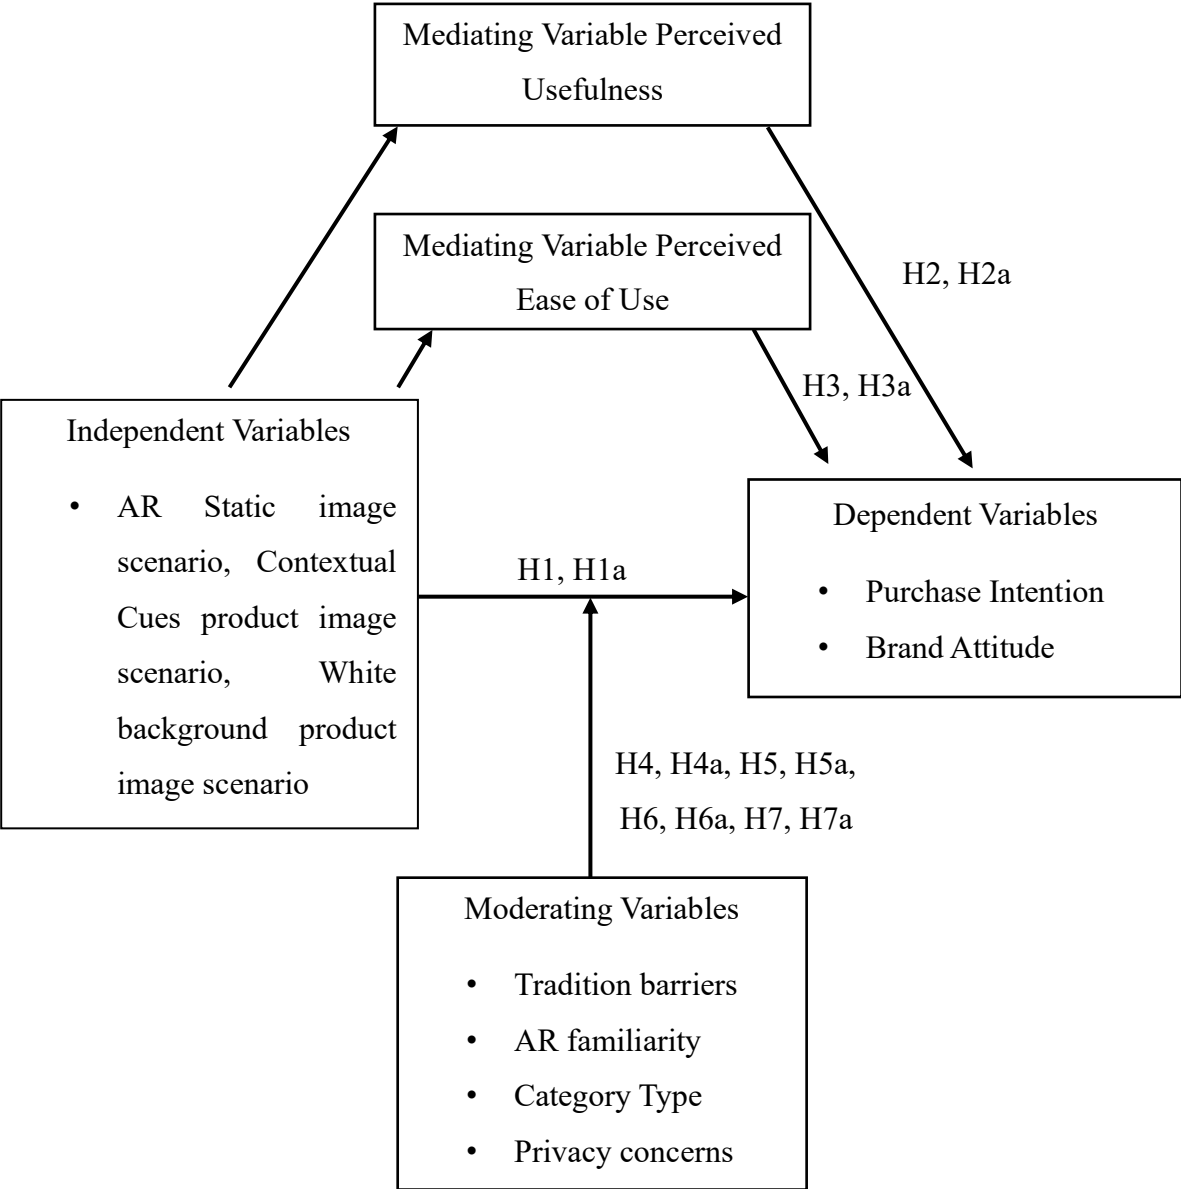 Mediating Variable Perceived
Usefulness
Mediating Variable Perceived
Ease of Use
H2, H2a
H3, H3a
Independent Variables
• AR Static image
scenario, Contextual
Cues product image
scenario, White
background product
image scenario
H1, H1a
Dependent Variables
• Purchase Intention
• Brand Attitude
H4, H4a, H5, H5a,
H6, H6a, H7, H7a
Moderating Variables
• Tradition barriers
• AR familiarity
• Category Type
• Privacy concerns